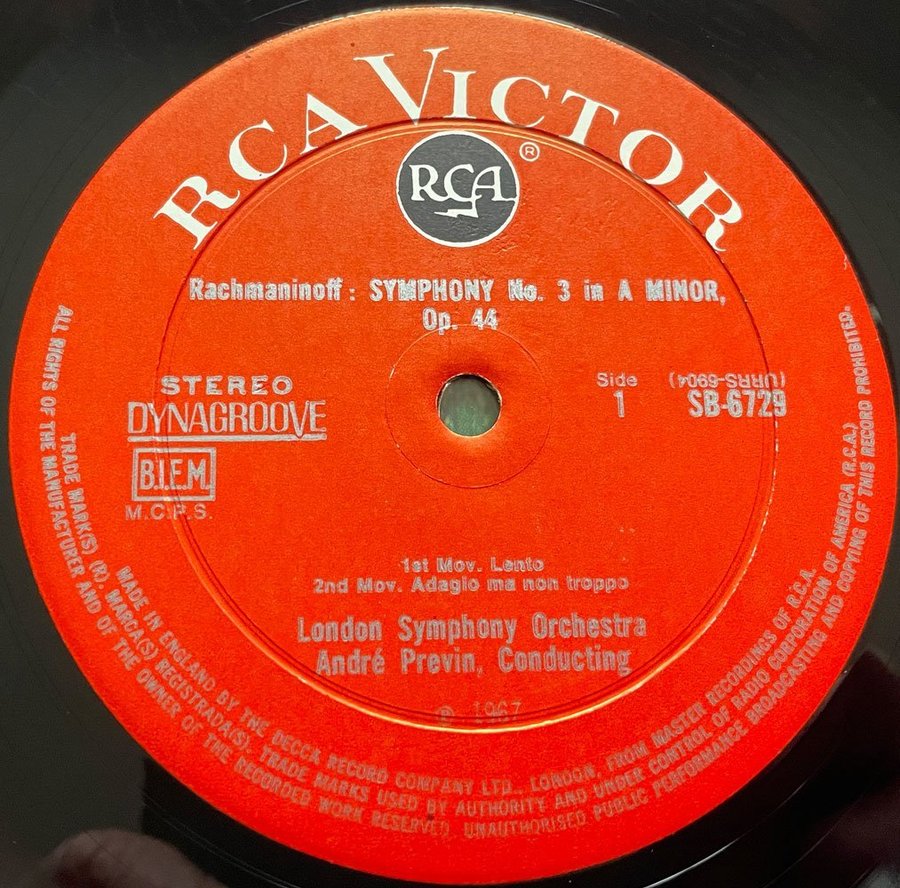 RCA VICTOR
RCA ®
Rachmaninoff: SYMPHONY No. 3 in A MINOR,
Op. 44
STEREO
DYNAGROOVE
B.I.E.M.
M.C.P.S.
Side
1
(URRS-5904)
SB-6729
1st Mov. Lento
2nd Mov. Adagio ma non troppo
London Symphony Orchestra
André Previn, Conducting
℗ 1967
ALL RIGHTS OF THE MANUFACTURER AND OF THE OWNER OF THE RECORDED WORK RESERVED. UNAUTHORISED PUBLIC PERFORMANCE BROADCASTING AND COPYING OF THIS RECORD PROHIBITED.
TRADE MARK(S) (R). MARCA(S) REGISTRADA(S). TRADE MARKS USED BY AUTHORITY AND UNDER CONTROL OF RADIO CORPORATION OF AMERICA (R.C.A.)
MADE IN ENGLAND BY THE DECCA RECORD COMPANY LTD., LONDON, FROM MASTER RECORDINGS OF R.C.A.